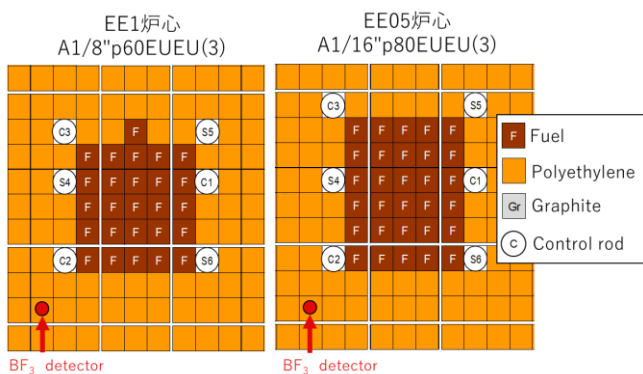 EE1炉心
A1/8"p60EUEU(3)
C3 F S5
F F F F F
S4 F F F F F C1
F F F F F
F F F F F
C2 F F F F F S6
BF₃ detector
EE05炉心
A1/16"p80EUEU(3)
C3 S5
F F F F F
F F F F F
S4 F F F F F C1
F F F F F
F F F F F
C2 F F F F F S6
BF₃ detector
F Fuel
Polyethylene
Gr Graphite
C Control rod